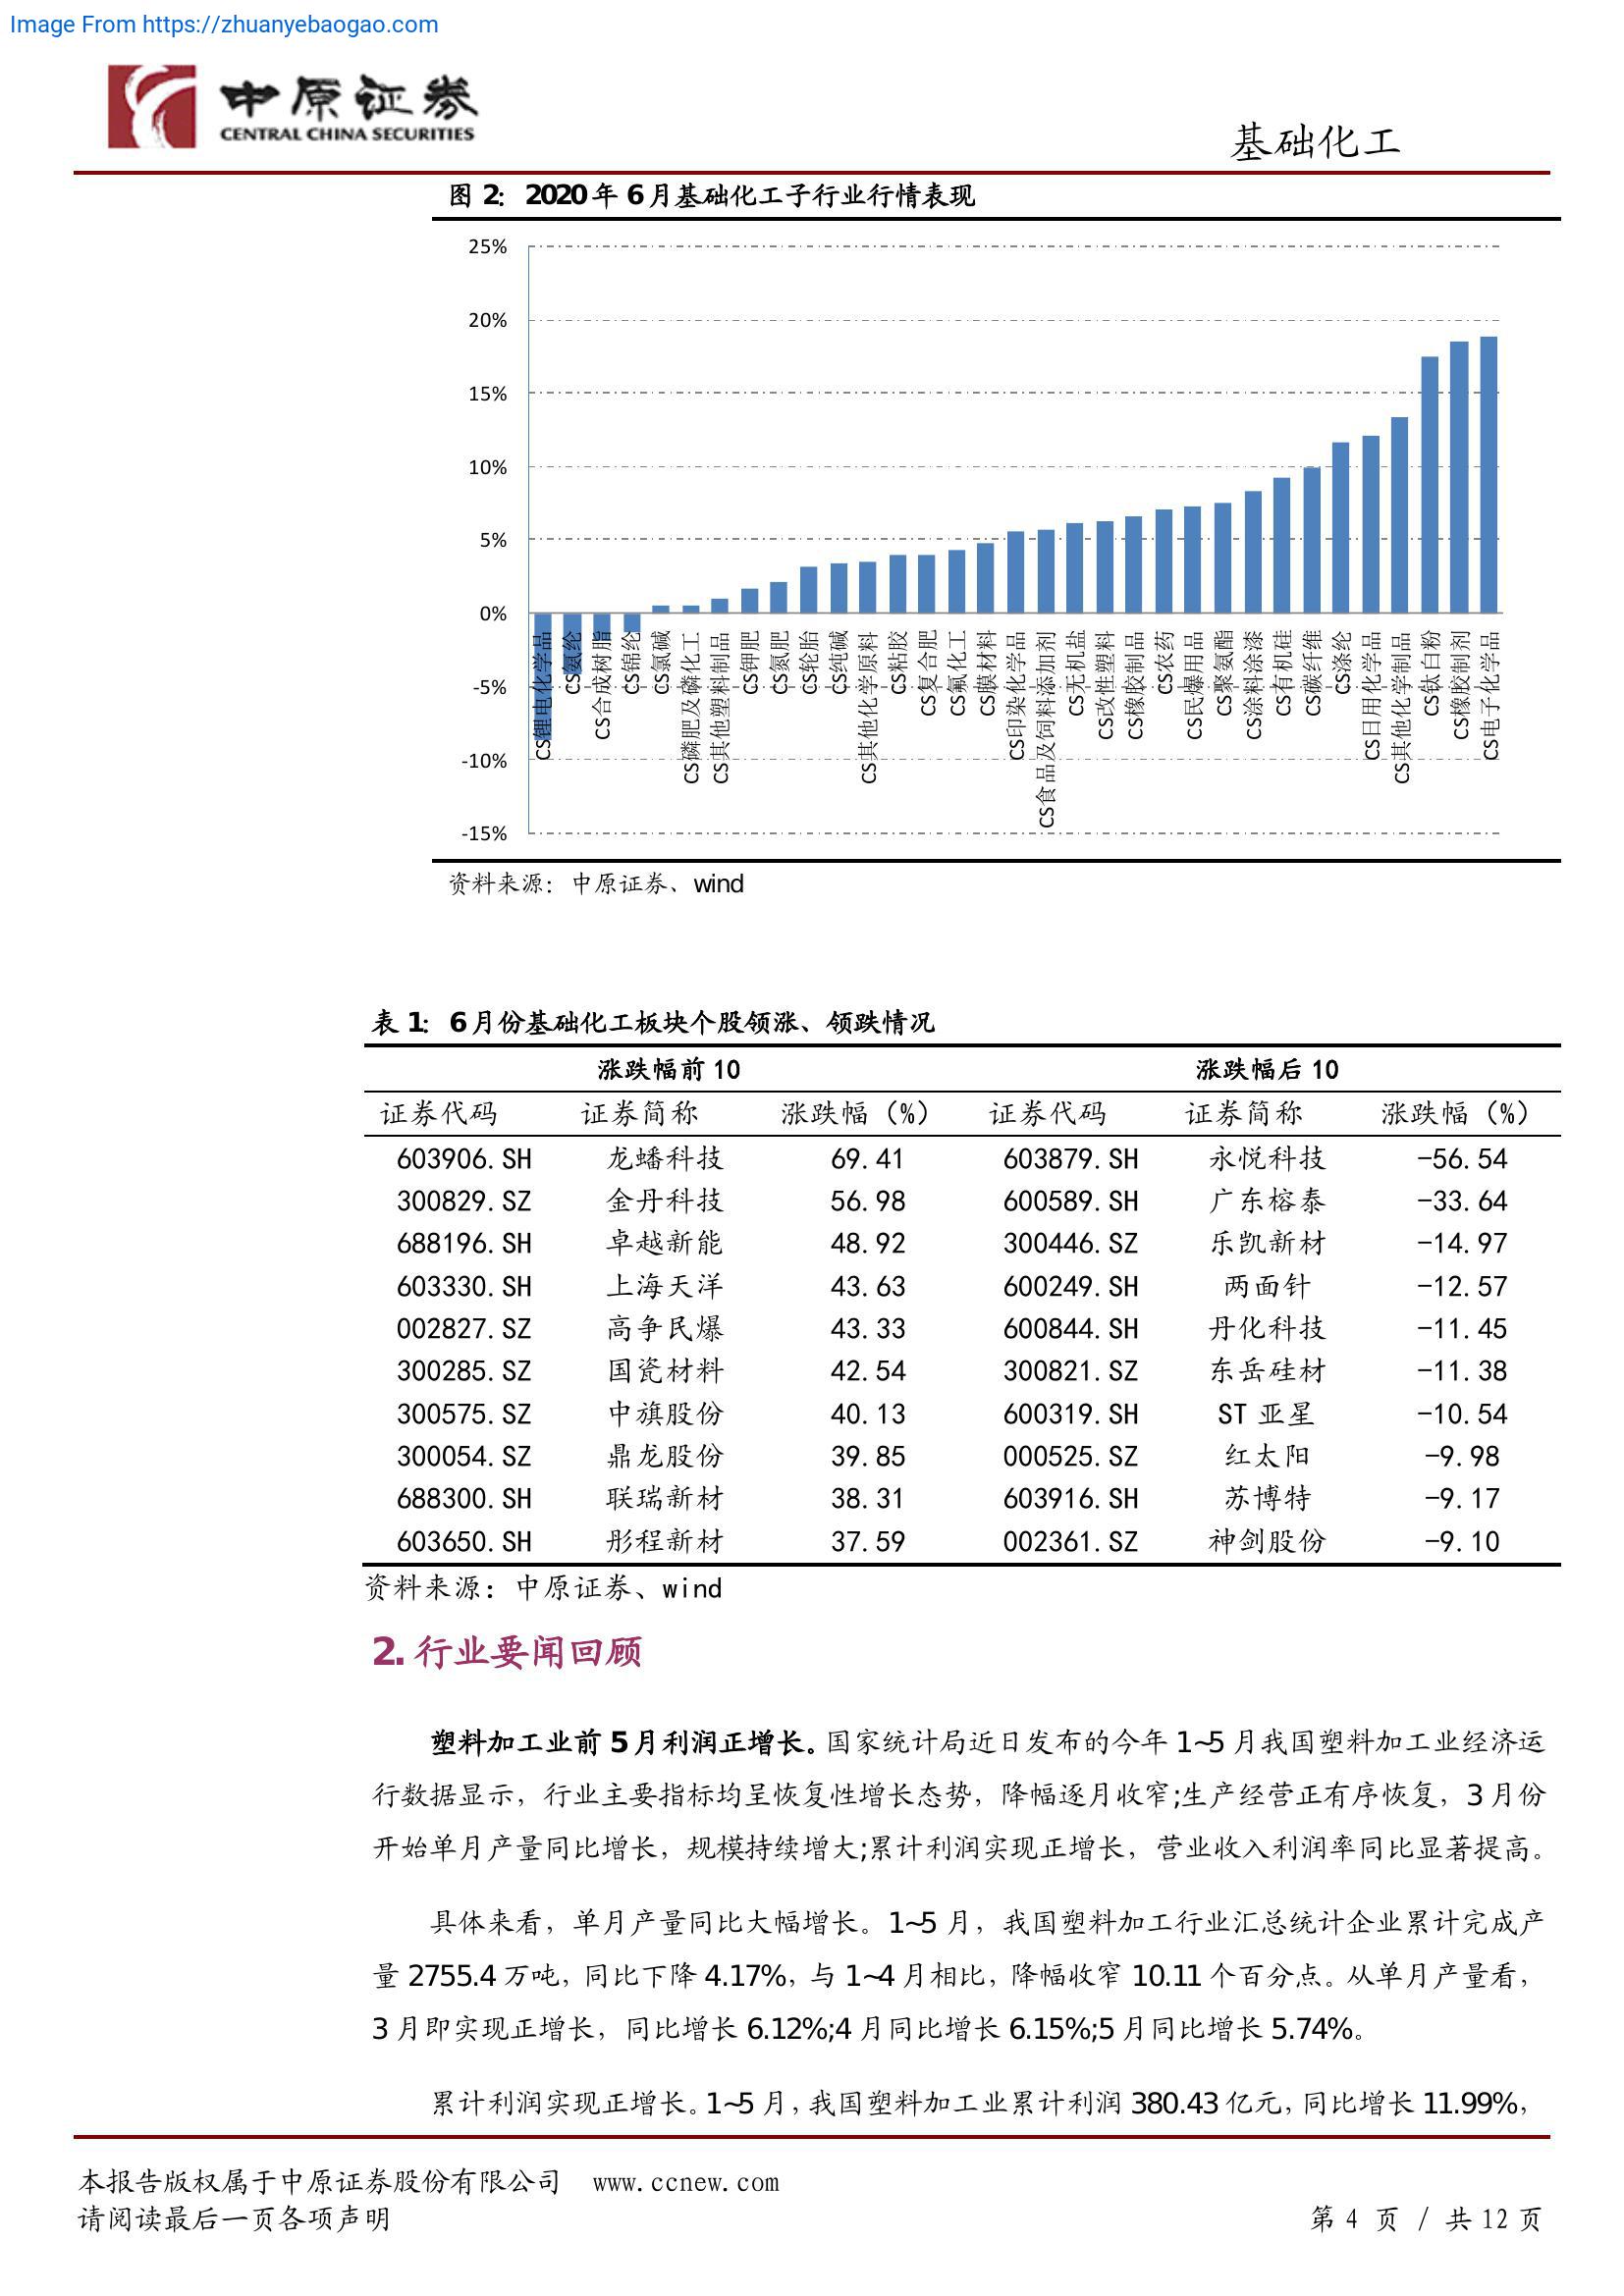 Image From https://zhuanyebaogao.com
中原证券
CENTRAL CHINA SECURITIES
基础化工
图 2: 2020 年 6 月基础化工子行业行情表现
25%
20%
15%
10%
5%
0%
-5%
-10%
-15%
CS锂电化学品
CS氨纶
CS合成树脂
CS锦纶
CS氯碱
CS磷肥及磷化工
CS其他塑料制品
CS钾肥
CS氮肥
CS轮胎
CS纯碱
CS其他化学原料
CS粘胶
CS复合肥
CS氟化工
CS膜材料
CS印染化学品
CS食品及饲料添加剂
CS无机盐
CS改性塑料
CS橡胶制品
CS农药
CS民爆用品
CS聚氨酯
CS涂料涂漆
CS有机硅
CS碳纤维
CS涤纶
CS日用化学品
CS其他化学制品
CS钛白粉
CS橡胶制剂
CS电子化学品
资料来源：中原证券、wind
表 1: 6 月份基础化工板块个股领涨、领跌情况
涨跌幅前 10 涨跌幅后 10
证券代码 证券简称 涨跌幅（%） 证券代码 证券简称 涨跌幅（%）
603906.SH 龙蟠科技 69.41 603879.SH 永悦科技 -56.54
300829.SZ 金丹科技 56.98 600589.SH 广东榕泰 -33.64
688196.SH 卓越新能 48.92 300446.SZ 乐凯新材 -14.97
603330.SH 上海天洋 43.63 600249.SH 两面针 -12.57
002827.SZ 高争民爆 43.33 600844.SH 丹化科技 -11.45
300285.SZ 国瓷材料 42.54 300821.SZ 东岳硅材 -11.38
300575.SZ 中旗股份 40.13 600319.SH ST 亚星 -10.54
300054.SZ 鼎龙股份 39.85 000525.SZ 红太阳 -9.98
688300.SH 联瑞新材 38.31 603916.SH 苏博特 -9.17
603650.SH 彤程新材 37.59 002361.SZ 神剑股份 -9.10
资料来源：中原证券、wind
2. 行业要闻回顾
塑料加工业前 5 月利润正增长。国家统计局近日发布的今年 1~5 月我国塑料加工业经济运
行数据显示，行业主要指标均呈恢复性增长态势，降幅逐月收窄;生产经营正有序恢复，3 月份
开始单月产量同比增长，规模持续增大;累计利润实现正增长，营业收入利润率同比显著提高。
具体来看，单月产量同比大幅增长。1~5 月，我国塑料加工行业汇总统计企业累计完成产
量 2755.4 万吨，同比下降 4.17%，与 1~4 月相比，降幅收窄 10.11 个百分点。从单月产量看，
3 月即实现正增长，同比增长 6.12%;4 月同比增长 6.15%;5 月同比增长 5.74%。
累计利润实现正增长。1~5 月，我国塑料加工业累计利润 380.43 亿元，同比增长 11.99%，
本报告版权属于中原证券股份有限公司 www.ccnew.com
请阅读最后一页各项声明 第 4 页 / 共 12 页